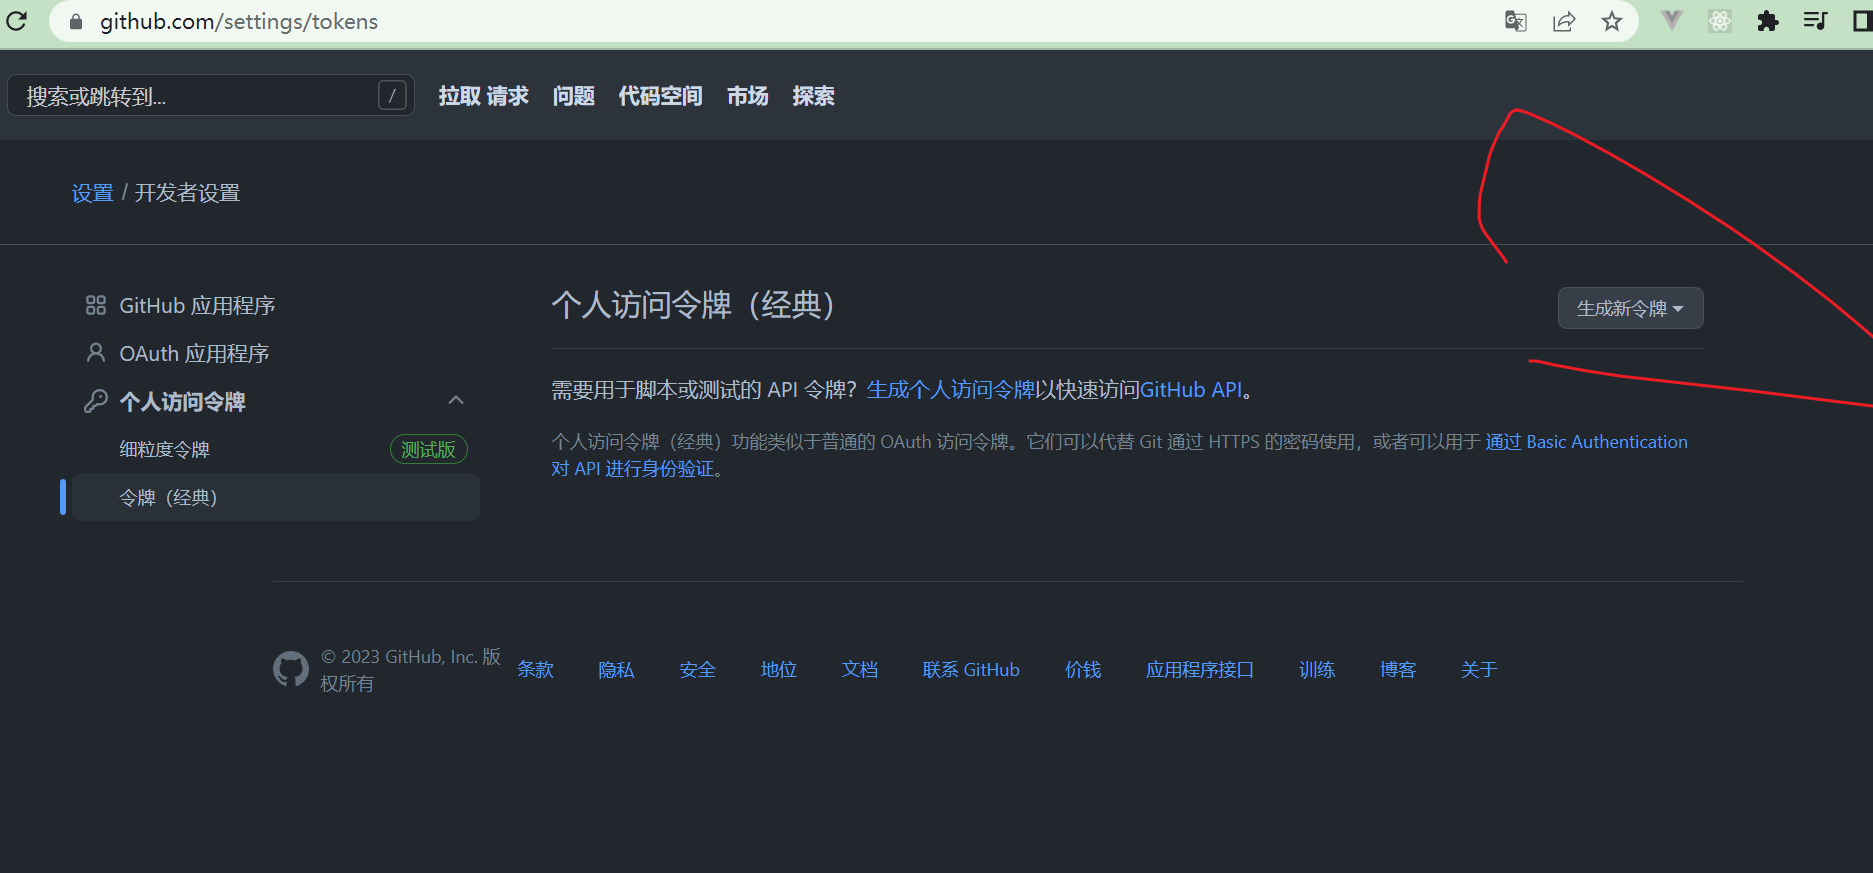 github.com/settings/tokens
搜索或跳转到... /
拉取 请求 问题 代码空间 市场 探索
设置 / 开发者设置
GitHub 应用程序
OAuth 应用程序
个人访问令牌
细粒度令牌 测试版
令牌（经典）
个人访问令牌（经典）
生成新令牌
需要用于脚本或测试的 API 令牌？生成个人访问令牌以快速访问GitHub API。
个人访问令牌（经典）功能类似于普通的 OAuth 访问令牌。它们可以代替 Git 通过 HTTPS 的密码使用，或者可以用于 通过 Basic Authentication
对 API 进行身份验证。
© 2023 GitHub, Inc. 版
权所有
条款 隐私 安全 地位 文档 联系 GitHub 价钱 应用程序接口 训练 博客 关于